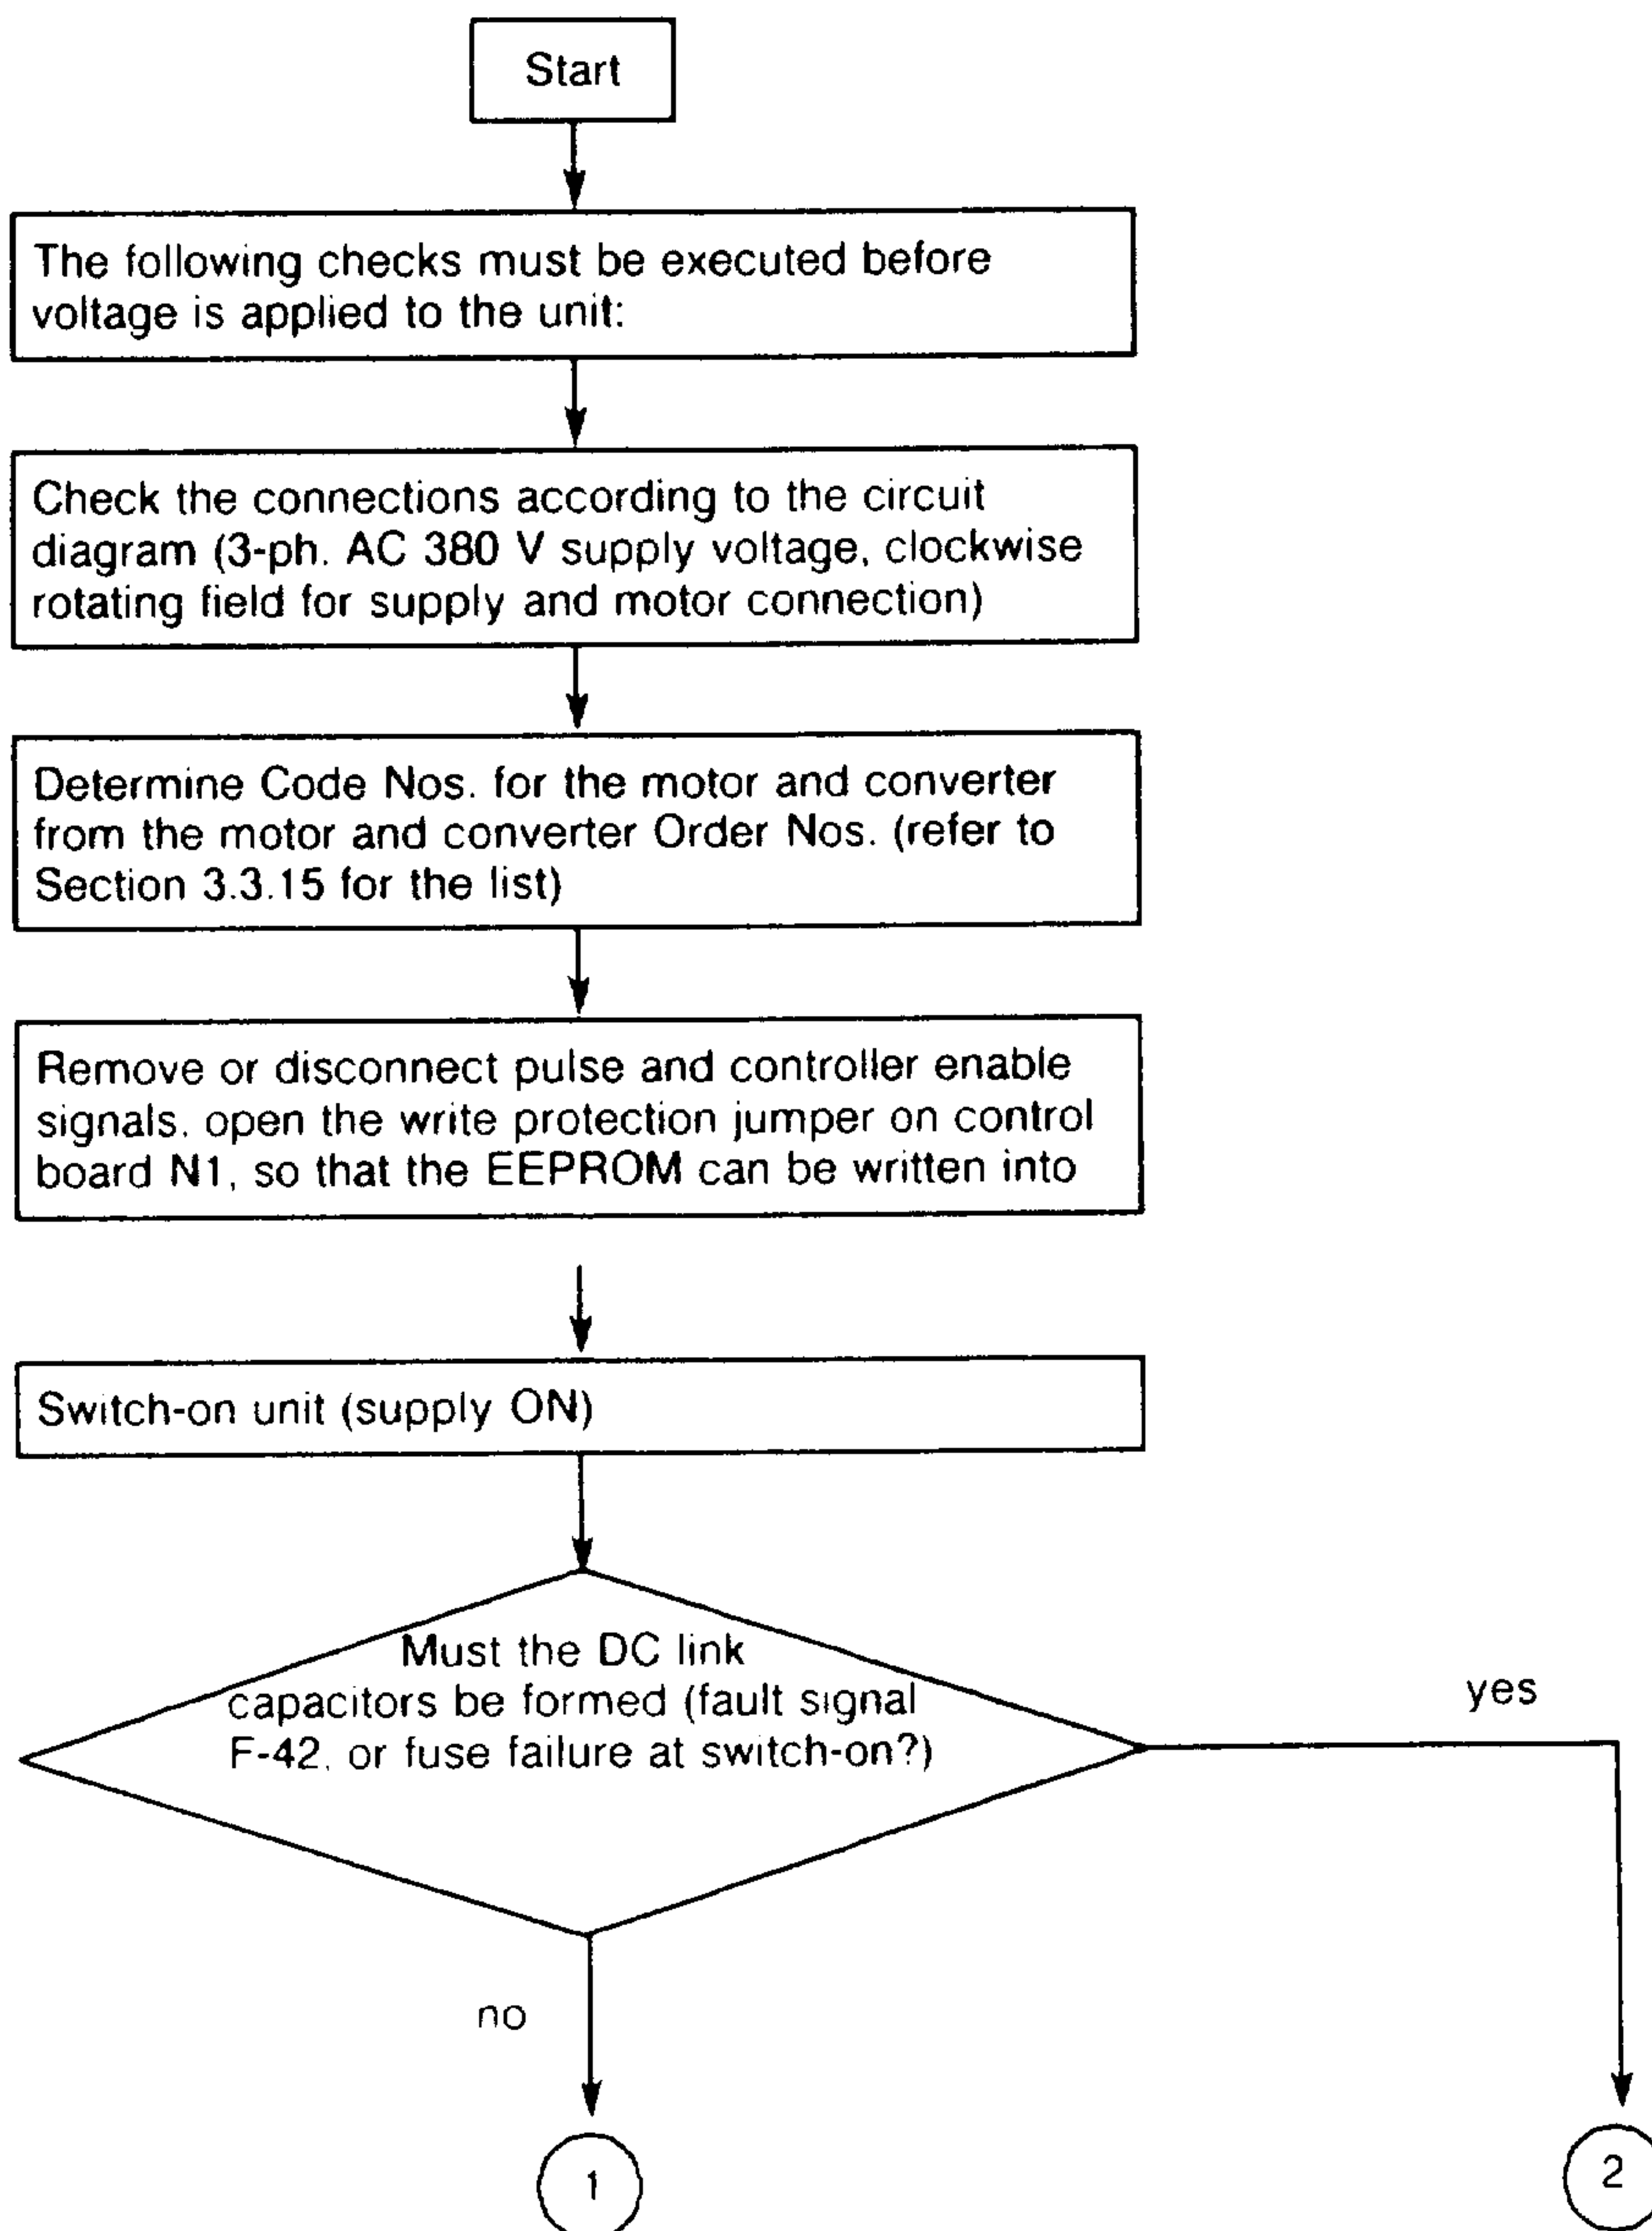 Start
The following checks must be executed before
voltage is applied to the unit:
Check the connections according to the circuit
diagram (3-ph. AC 380 V supply voltage, clockwise
rotating field for supply and motor connection)
Determine Code Nos. for the motor and converter
from the motor and converter Order Nos. (refer to
Section 3.3.15 for the list)
Remove or disconnect pulse and controller enable
signals, open the write protection jumper on control
board N1, so that the EEPROM can be written into
Switch-on unit (supply ON)
Must the DC link
capacitors be formed (fault signal
F-42, or fuse failure at switch-on?)
yes
no
1
2